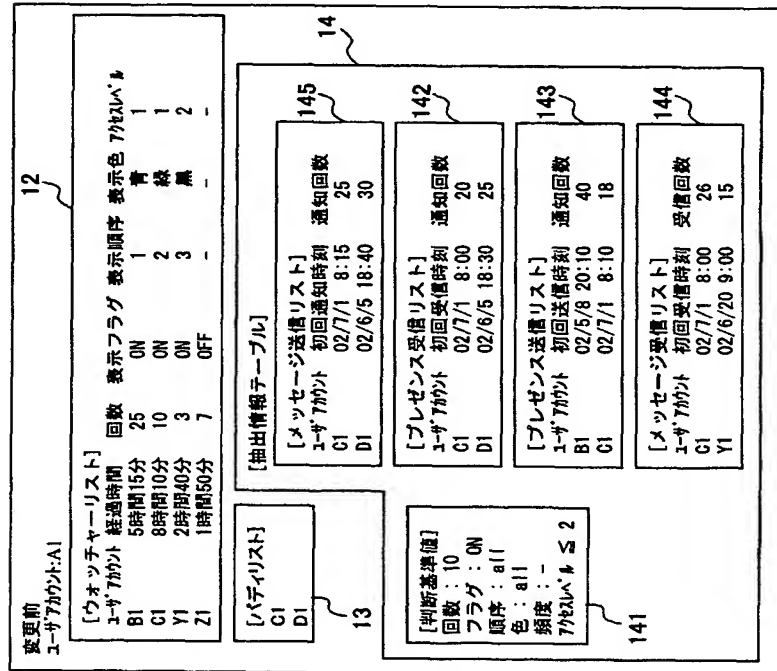 変更前
ユーザアカウント:A1
12
[ウォッチャーリスト]
ユーザアカウント 経過時間 回数 表示フラグ 表示順序 表示色 アクセスレベル
B1 5時間15分 25 ON 1 青 1
C1 8時間10分 10 ON 2 緑 1
Y1 2時間40分 3 ON 3 黒 2
Z1 1時間50分 7 OFF - - -
[バディリスト]
C1
D1
13
14
[抽出情報テーブル]
[メッセージ送信リスト]
145
ユーザアカウント 初回通知時刻 通知回数
C1 02/7/1 8:15 25
D1 02/6/5 18:40 30
[プレゼンス受信リスト]
142
ユーザアカウント 初回受信時刻 通知回数
C1 02/7/1 8:00 20
D1 02/6/5 18:30 25
[プレゼンス送信リスト]
143
ユーザアカウント 初回送信時刻 通知回数
B1 02/5/8 20:10 40
C1 02/7/1 8:10 18
[メッセージ受信リスト]
144
ユーザアカウント 初回受信時刻 受信回数
C1 02/7/1 8:00 26
Y1 02/6/20 9:00 15
[判断基準値]
回数 : 10
フラグ : ON
順序 : all
色 : all
頻度 : -
アクセスレベル ≦ 2
141